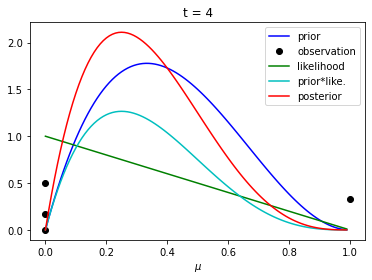 t = 4
prior
observation
likelihood
prior*like.
posterior
2.0
1.5
1.0
0.5
0.0
0.0 0.2 0.4 0.6 0.8 1.0
μ